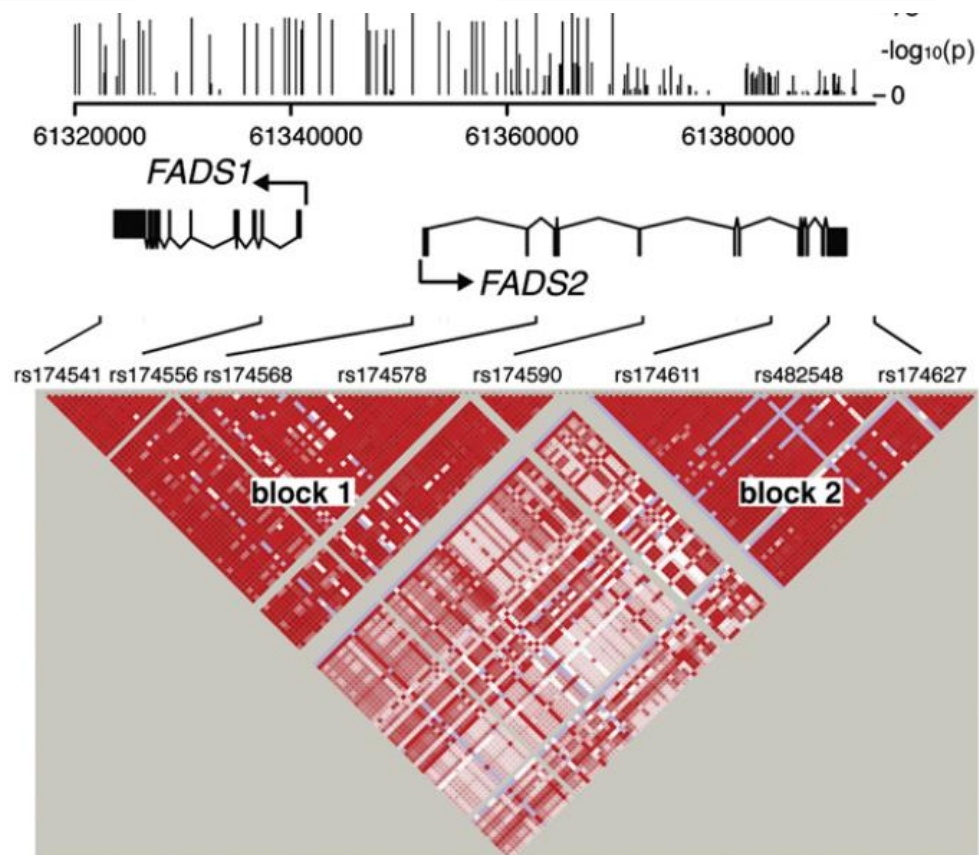 -log₁₀(p)
0
61320000 61340000 61360000 61380000
FADS1
FADS2
rs174541 rs174556 rs174568 rs174578 rs174590 rs174611 rs482548 rs174627
block 1 block 2